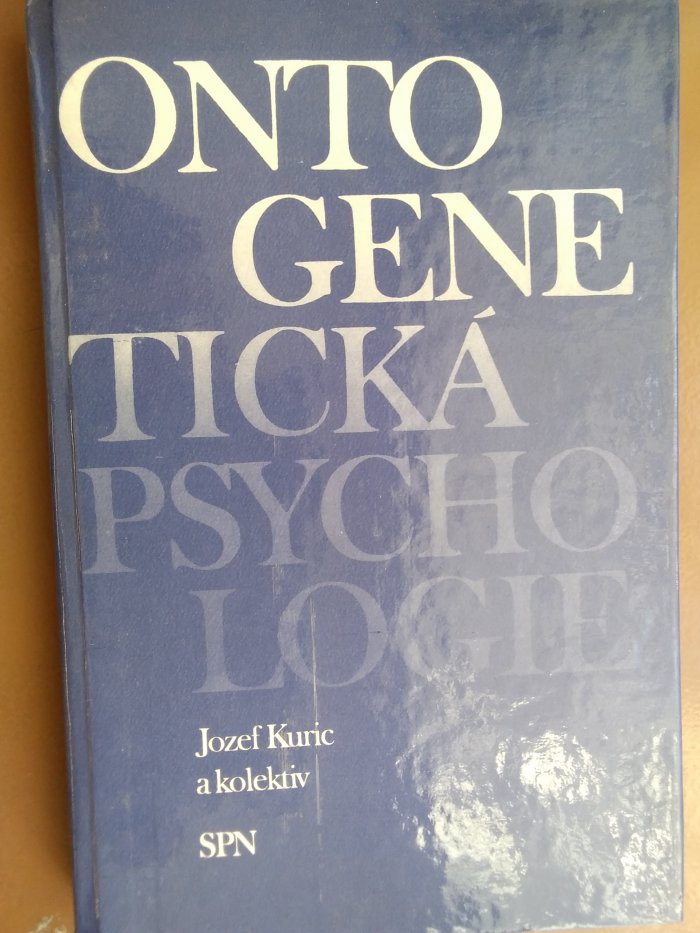 ONTO
GENE
TICKÁ
PSYCHO
LOGIE
Jozef Kuric
a kolektiv
SPN